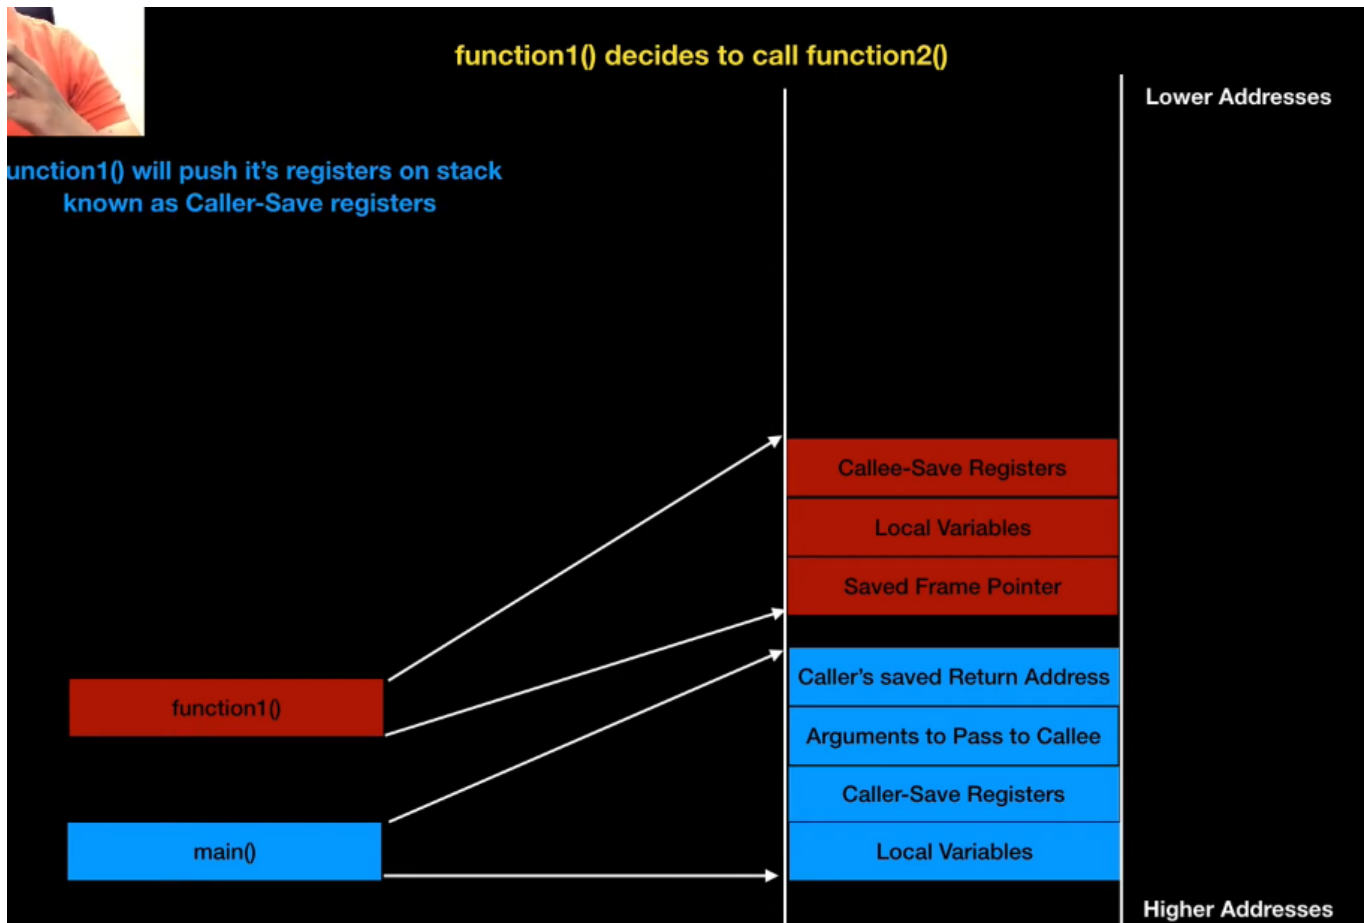 function1() decides to call function2()
Lower Addresses
unction1() will push it's registers on stack
known as Caller-Save registers
Callee-Save Registers
Local Variables
Saved Frame Pointer
Caller's saved Return Address
function1()
Arguments to Pass to Callee
Caller-Save Registers
main()
Local Variables
Higher Addresses